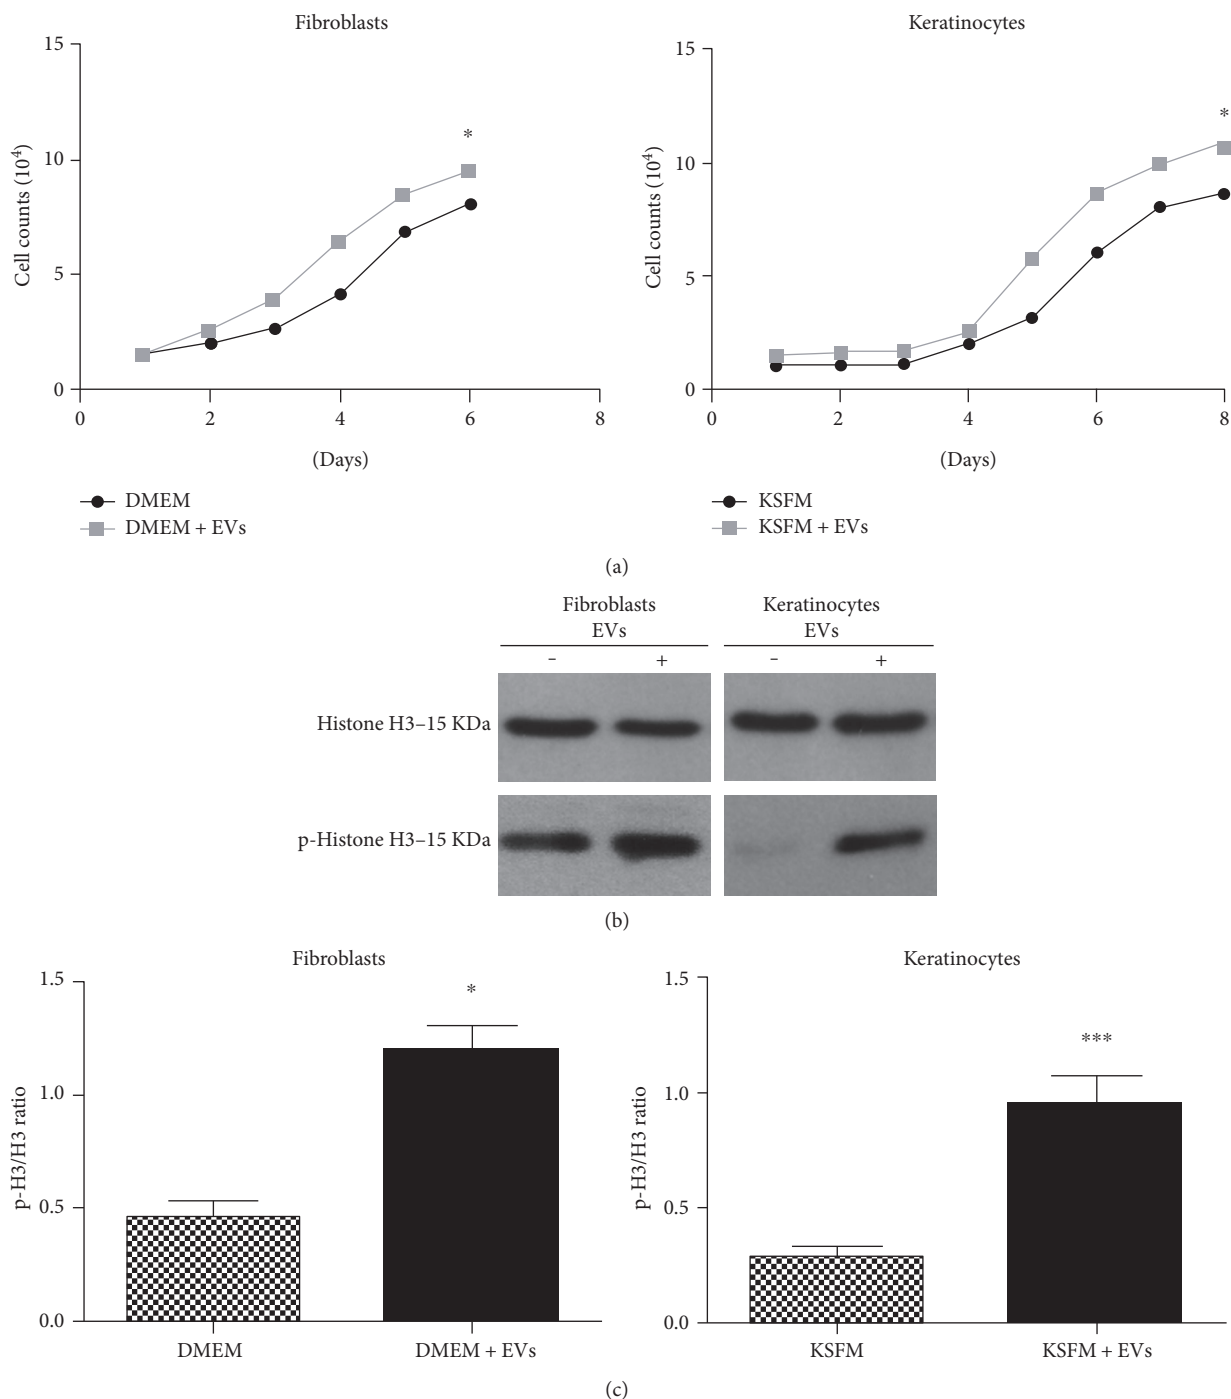 Fibroblasts
15
10
5
0
Cell counts (10⁴)
*
0 2 4 6 8
(Days)
DMEM
DMEM + EVs
Keratinocytes
15
10
5
0
Cell counts (10⁴)
*
0 2 4 6 8
(Days)
KSFM
KSFM + EVs
(a)
Fibroblasts
EVs
- +
Keratinocytes
EVs
- +
Histone H3–15 KDa
p-Histone H3–15 KDa
(b)
Fibroblasts
1.5
1.0
0.5
0.0
p-H3/H3 ratio
*
DMEM DMEM + EVs
Keratinocytes
1.5
1.0
0.5
0.0
p-H3/H3 ratio
***
KSFM KSFM + EVs
(c)